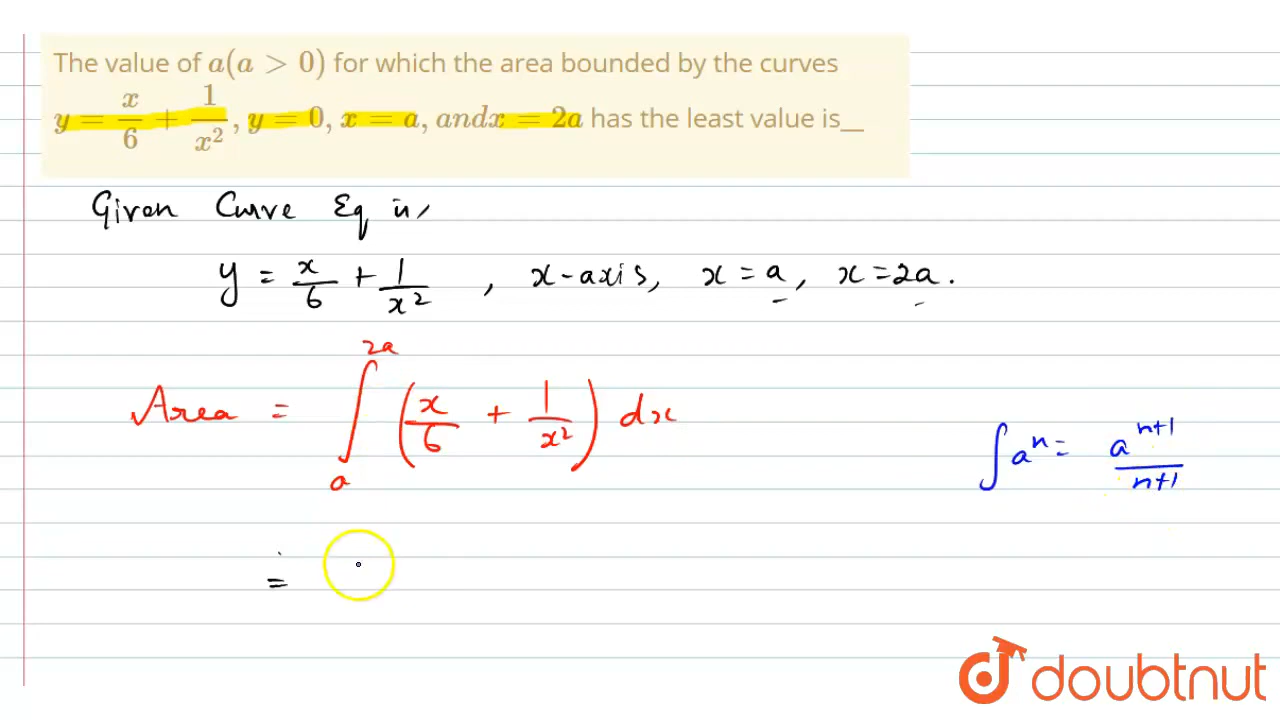 The value of a(a > 0) for which the area bounded by the curves
y = x/6 + 1/x², y = 0, x = a, andx = 2a has the least value is__
Given Curve Eq is,
y = x/6 + 1/x² , x-axis, x = a, x = 2a.
Area = ∫ₐ²ᵃ (x/6 + 1/x²) dx
∫aⁿ = aⁿ⁺¹/n+1
=
doubtnut